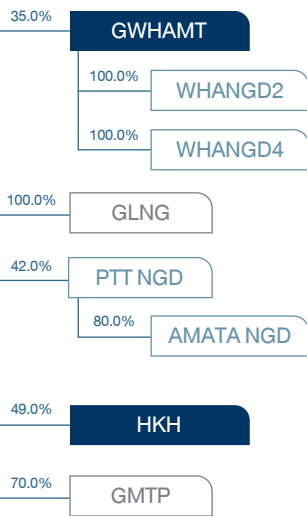 35.0%
GWHAMT
100.0%
WHANGD2
100.0%
WHANGD4
100.0%
GLNG
42.0%
PTT NGD
80.0%
AMATA NGD
49.0%
HKH
70.0%
GMTP